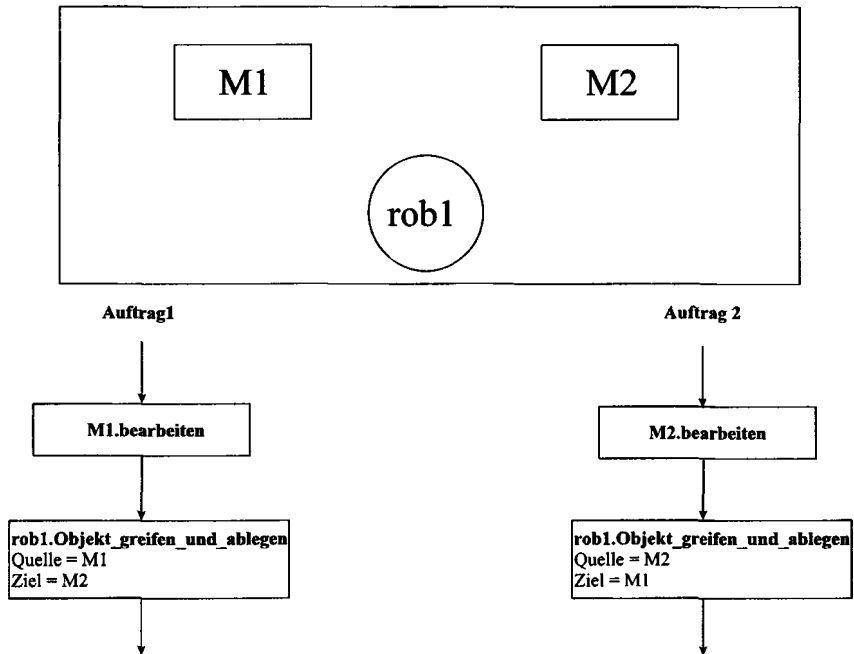 M1
M2
rob1
Auftrag1
Auftrag 2
M1.bearbeiten
M2.bearbeiten
rob1.Objekt_greifen_und_ablegen
Quelle = M1
Ziel = M2
rob1.Objekt_greifen_und_ablegen
Quelle = M2
Ziel = M1